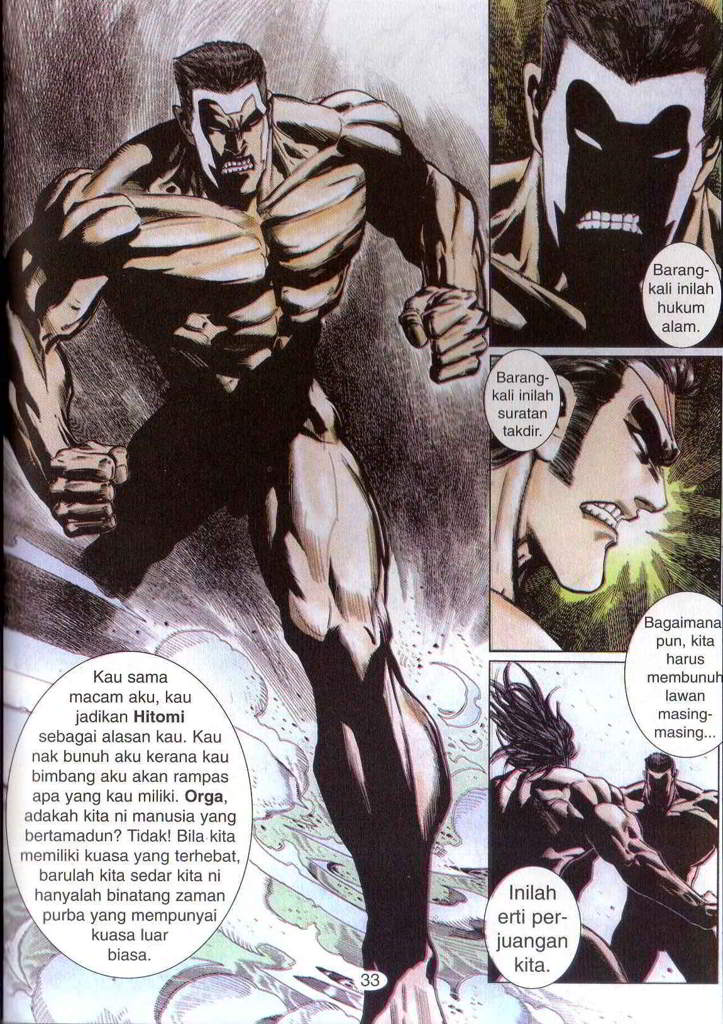 Kau sama
macam aku, kau
jadikan Hitomi
sebagai alasan kau. Kau
nak bunuh aku kerana kau
bimbang aku akan rampas
apa yang kau miliki. Orga,
adakah kita ni manusia yang
bertamadun? Tidak! Bila kita
memiliki kuasa yang terhebat,
barulah kita sedar kita ni
hanyalah binatang zaman
purba yang mempunyai
kuasa luar
biasa.
Barang-
kali inilah
hukum
alam.
Barang-
kali inilah
suratan
takdir.
Bagaimana
pun, kita
harus
membunuh
lawan
masing-
masing...
Inilah
erti per-
juangan
kita.
33